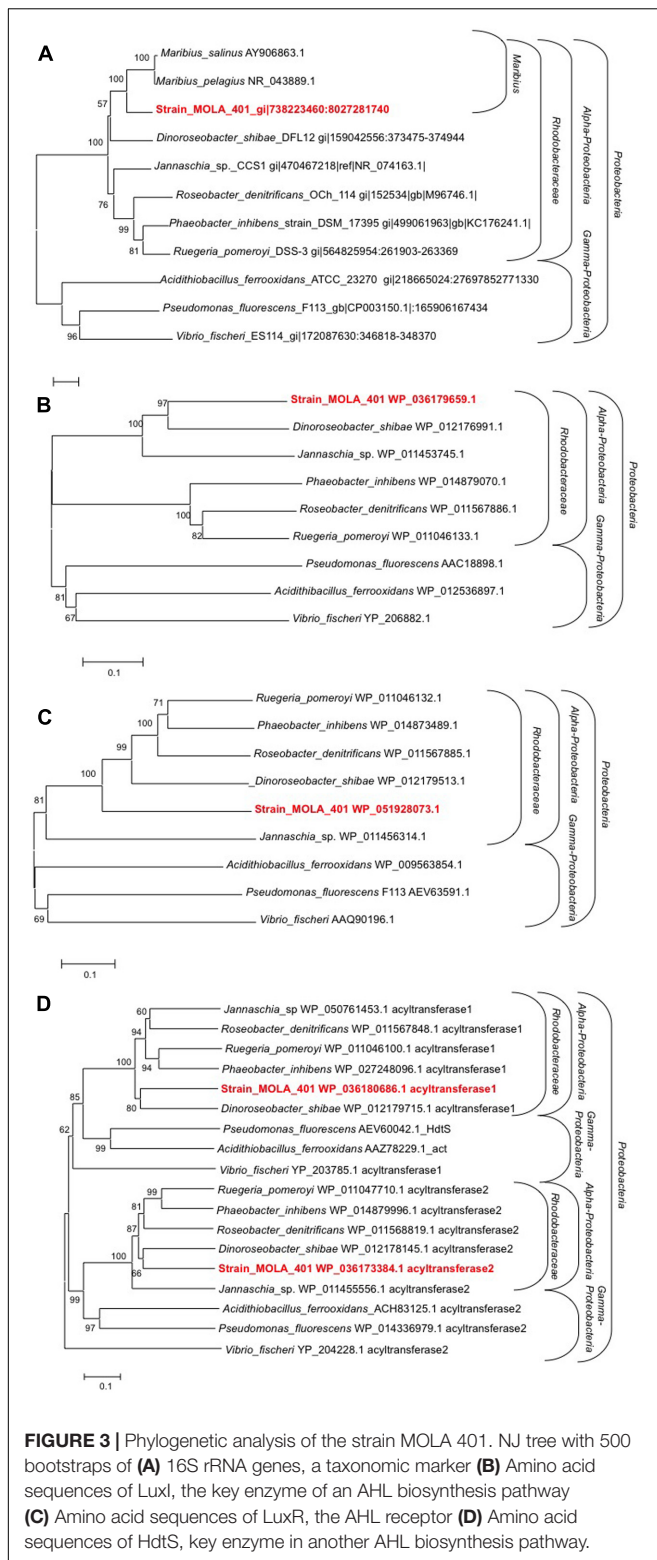 A
100
Maribius_salinus AY906863.1
100
Maribius_pelagius NR_043889.1
57
Strain_MOLA_401_gi|738223460:8027281740
100
Dinoroseobacter_shibae_DFL12 gi|159042556:373475-374944
Jannaschia_sp._CCS1 gi|470467218|ref|NR_074163.1|
76
Roseobacter_denitrificans_OCh_114 gi|152534|gb|M96746.1|
99
Phaeobacter_inhibens_strain_DSM_17395 gi|499061963|gb|KC176241.1|
81
Ruegeria_pomeroyi_DSS-3 gi|564825954:261903-263369
Acidithiobacillus_ferrooxidans_ATCC_23270 gi|218665024:27697852771330
Pseudomonas_fluorescens_F113_gb|CP003150.1|:165906167434
96
Vibrio_fischeri_ES114_gi|172087630:346818-348370
Maribius
Rhodobacteraceae
Alpha-Proteobacteria
Gamma-Proteobacteria
Proteobacteria
B
97
Strain_MOLA_401 WP_036179659.1
100
Dinoroseobacter_shibae WP_012176991.1
Jannaschia_sp. WP_011453745.1
Phaeobacter_inhibens WP_014879070.1
100
Roseobacter_denitrificans WP_011567886.1
82
Ruegeria_pomeroyi WP_011046133.1
Pseudomonas_fluorescens AAC18898.1
81
Acidithibacillus_ferrooxidans WP_012536897.1
67
Vibrio_fischeri YP_206882.1
Rhodobacteraceae
Alpha-Proteobacteria
Gamma-Proteobacteria
Proteobacteria
0.1
C
71
Ruegeria_pomeroyi WP_011046132.1
100
Phaeobacter_inhibens WP_014873489.1
99
Roseobacter_denitrificans WP_011567885.1
100
Dinoroseobacter_shibae WP_012179513.1
81
Strain_MOLA_401 WP_051928073.1
Jannaschia_sp. WP_011456314.1
Acidithiobacillus_ferrooxidans WP_009563854.1
Pseudomonas_fluorescens F113 AEV63591.1
69
Vibrio_fischeri AAQ90196.1
Rhodobacteraceae
Alpha-Proteobacteria
Gamma-Proteobacteria
Proteobacteria
0.1
D
60
Jannaschia_sp WP_050761453.1 acyltransferase1
94
Roseobacter_denitrificans WP_011567848.1 acyltransferase1
Ruegeria_pomeroyi WP_011046100.1 acyltransferase1
100
94
Phaeobacter_inhibens WP_027248096.1 acyltransferase1
Strain_MOLA_401 WP_036180686.1 acyltransferase1
85
80
Dinoroseobacter_shibae WP_012179715.1 acyltransferase1
Pseudomonas_fluorescens AEV60042.1_HdtS
62
99
Acidithiobacillus_ferrooxidans AAZ78229.1_act
Vibrio_fischeri YP_203785.1 acyltransferase1
99
Ruegeria_pomeroyi WP_011047710.1 acyltransferase2
81
Phaeobacter_inhibens WP_014879996.1 acyltransferase2
87
Roseobacter_denitrificans WP_011568819.1 acyltransferase2
100
Dinoroseobacter_shibae WP_012178145.1 acyltransferase2
66
Strain_MOLA_401 WP_036173384.1 acyltransferase2
99
Jannaschia_sp. WP_011455556.1 acyltransferase2
Acidithiobacillus_ferrooxidans_ACH83125.1 acyltransferase2
97
Pseudomonas_fluorescens WP_014336979.1 acyltransferase2
Vibrio_fischeri YP_204228.1 acyltransferase2
Rhodobacteraceae
Alpha-Proteobacteria
Gamma-
Proteobacteria
Rhodobacteraceae
Alpha-Proteobacteria
Gamma-
Proteobacteria
Proteobacteria
0.1
FIGURE 3 | Phylogenetic analysis of the strain MOLA 401. NJ tree with 500
bootstraps of (A) 16S rRNA genes, a taxonomic marker (B) Amino acid
sequences of LuxI, the key enzyme of an AHL biosynthesis pathway
(C) Amino acid sequences of LuxR, the AHL receptor (D) Amino acid
sequences of HdtS, key enzyme in another AHL biosynthesis pathway.